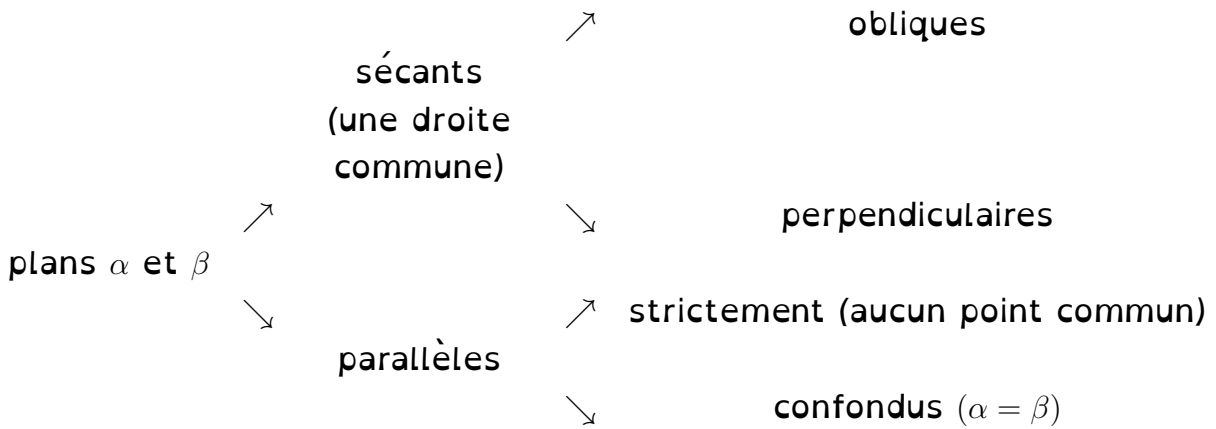 obliques
sécants
(une droite
commune)
perpendiculaires
plans α et β
strictement (aucun point commun)
parallèles
confondus (α = β)